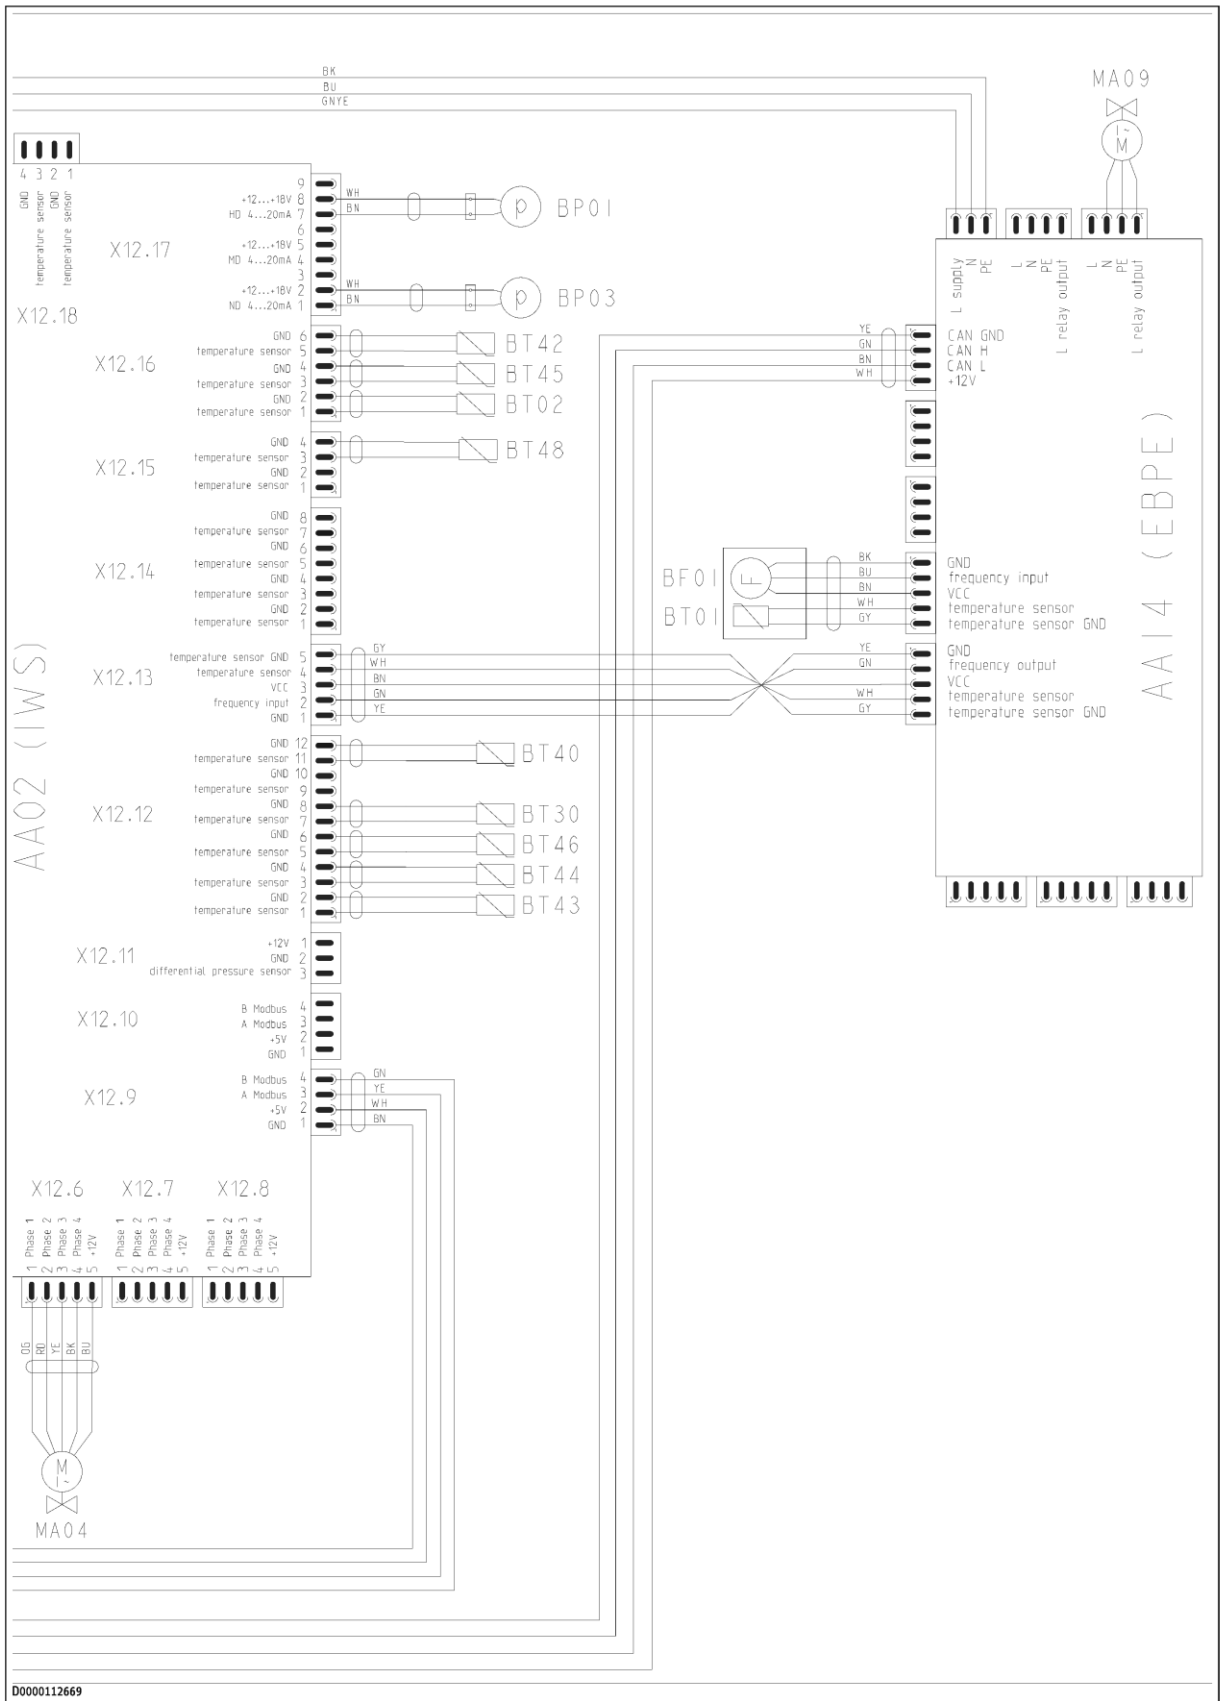 BK
BU
GNYE
MA09
1~
M
4 3 2 1
GND
temperature sensor
GND
temperature sensor
X12.18
X12.17
9
+12...+18V 8 WH
HD 4...20mA 7 BN
p BP01
6
+12...+18V 5
MD 4...20mA 4
3
+12...+18V 2 WH
ND 4...20mA 1 BN
p BP03
X12.16
GND 6
temperature sensor 5
BT42
GND 4
temperature sensor 3
BT45
GND 2
temperature sensor 1
BT02
X12.15
GND 4
temperature sensor 3
BT48
GND 2
temperature sensor 1
X12.14
GND 8
temperature sensor 7
GND 6
temperature sensor 5
GND 4
temperature sensor 3
GND 2
temperature sensor 1
AA02 (IWS)
X12.13
temperature sensor GND 5 GY
temperature sensor 4 WH
VCC 3 BN
frequency input 2 GN
GND 1 YE
X12.12
GND 12
temperature sensor 11
BT40
GND 10
temperature sensor 9
GND 8
temperature sensor 7
BT30
GND 6
temperature sensor 5
BT46
GND 4
temperature sensor 3
BT44
GND 2
temperature sensor 1
BT43
X12.11
+12V 1
GND 2
differential pressure sensor 3
X12.10
B Modbus 4
A Modbus 3
+5V 2
GND 1
X12.9
B Modbus 4 GN
A Modbus 3 YE
+5V 2 WH
GND 1 BN
X12.6 X12.7 X12.8
1 Phase 1
2 Phase 2
3 Phase 3
4 Phase 4
5 +12V
1 Phase 1
2 Phase 2
3 Phase 3
4 Phase 4
5 +12V
1 Phase 1
2 Phase 2
3 Phase 3
4 Phase 4
5 +12V
OG
RD
YE
BK
BU
M
1~
MA04
L supply
N
PE
L
N
PE
L relay output
L
N
PE
L relay output
YE CAN GND
GN CAN H
BN CAN L
WH +12V
AA14 (EBPE)
BF01
F
BT01
BK GND
BU frequency input
BN VCC
WH temperature sensor
GY temperature sensor GND
YE GND
GN frequency output
VCC
WH temperature sensor
GY temperature sensor GND
D0000112669